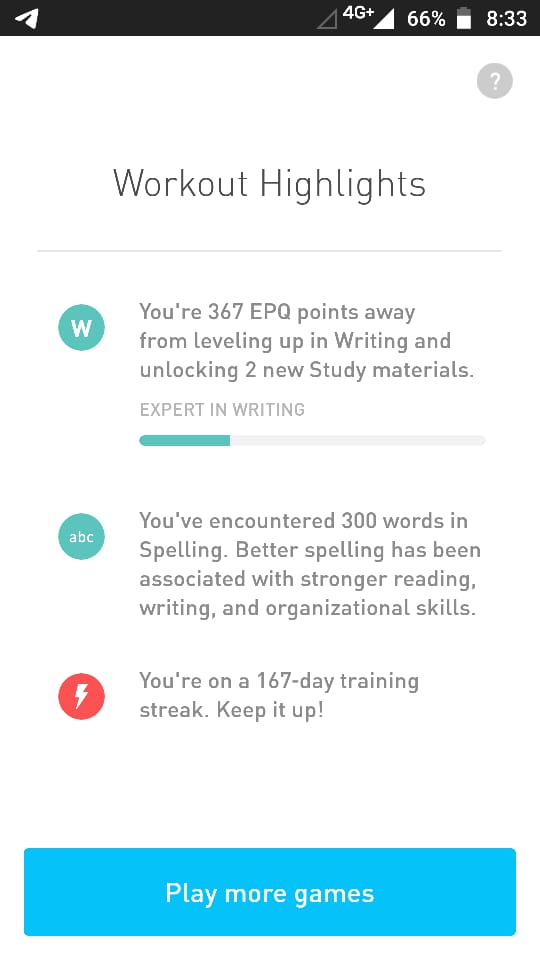 4G+ 66% 8:33
?
Workout Highlights
W
You're 367 EPQ points away
from leveling up in Writing and
unlocking 2 new Study materials.
EXPERT IN WRITING
abc
You've encountered 300 words in
Spelling. Better spelling has been
associated with stronger reading,
writing, and organizational skills.
You're on a 167-day training
streak. Keep it up!
Play more games